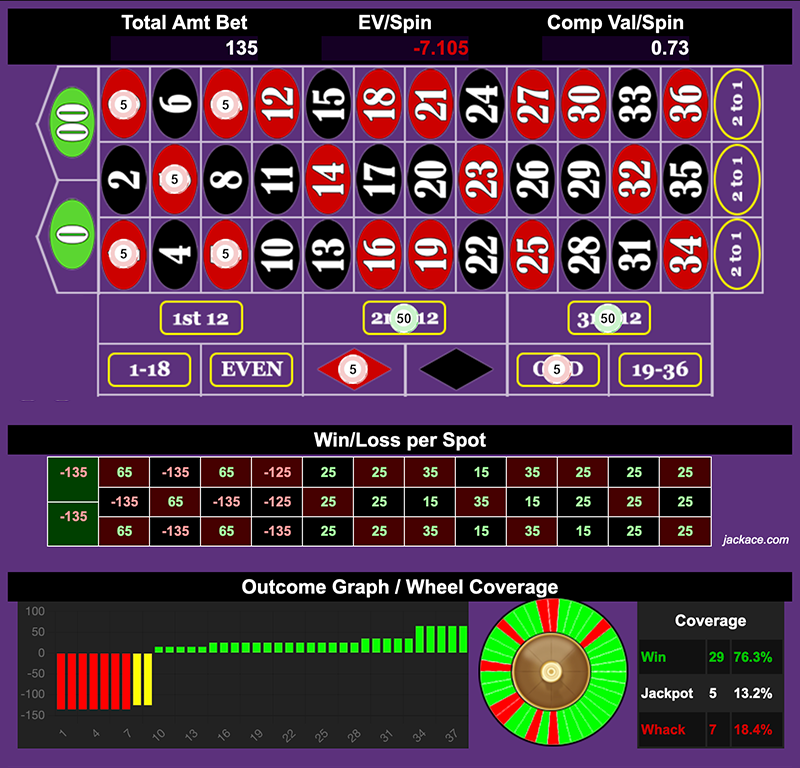 Total Amt Bet EV/Spin Comp Val/Spin
135 -7.105 0.73
00 5 6 5 12 15 18 21 24 27 30 33 36 2 to 1
2 5 8 11 14 17 20 23 26 29 32 35 2 to 1
0 5 4 5 10 13 16 19 22 25 28 31 34 2 to 1
1st 12 50 12 50 12
1-18 EVEN 5 5 19-36
Win/Loss per Spot
-135 65 -135 65 -125 25 25 35 15 35 25 25 25
-135 65 -135 -125 25 25 15 35 15 25 25 25
-135 65 -135 65 -125 25 35 35 15 35 15 25 25
jackace.com
Outcome Graph / Wheel Coverage
100
50
0
-50
-100
-150
1 4 7 10 13 16 19 22 25 28 31 34 37
Coverage
Win 29 76.3%
Jackpot 5 13.2%
Whack 7 18.4%